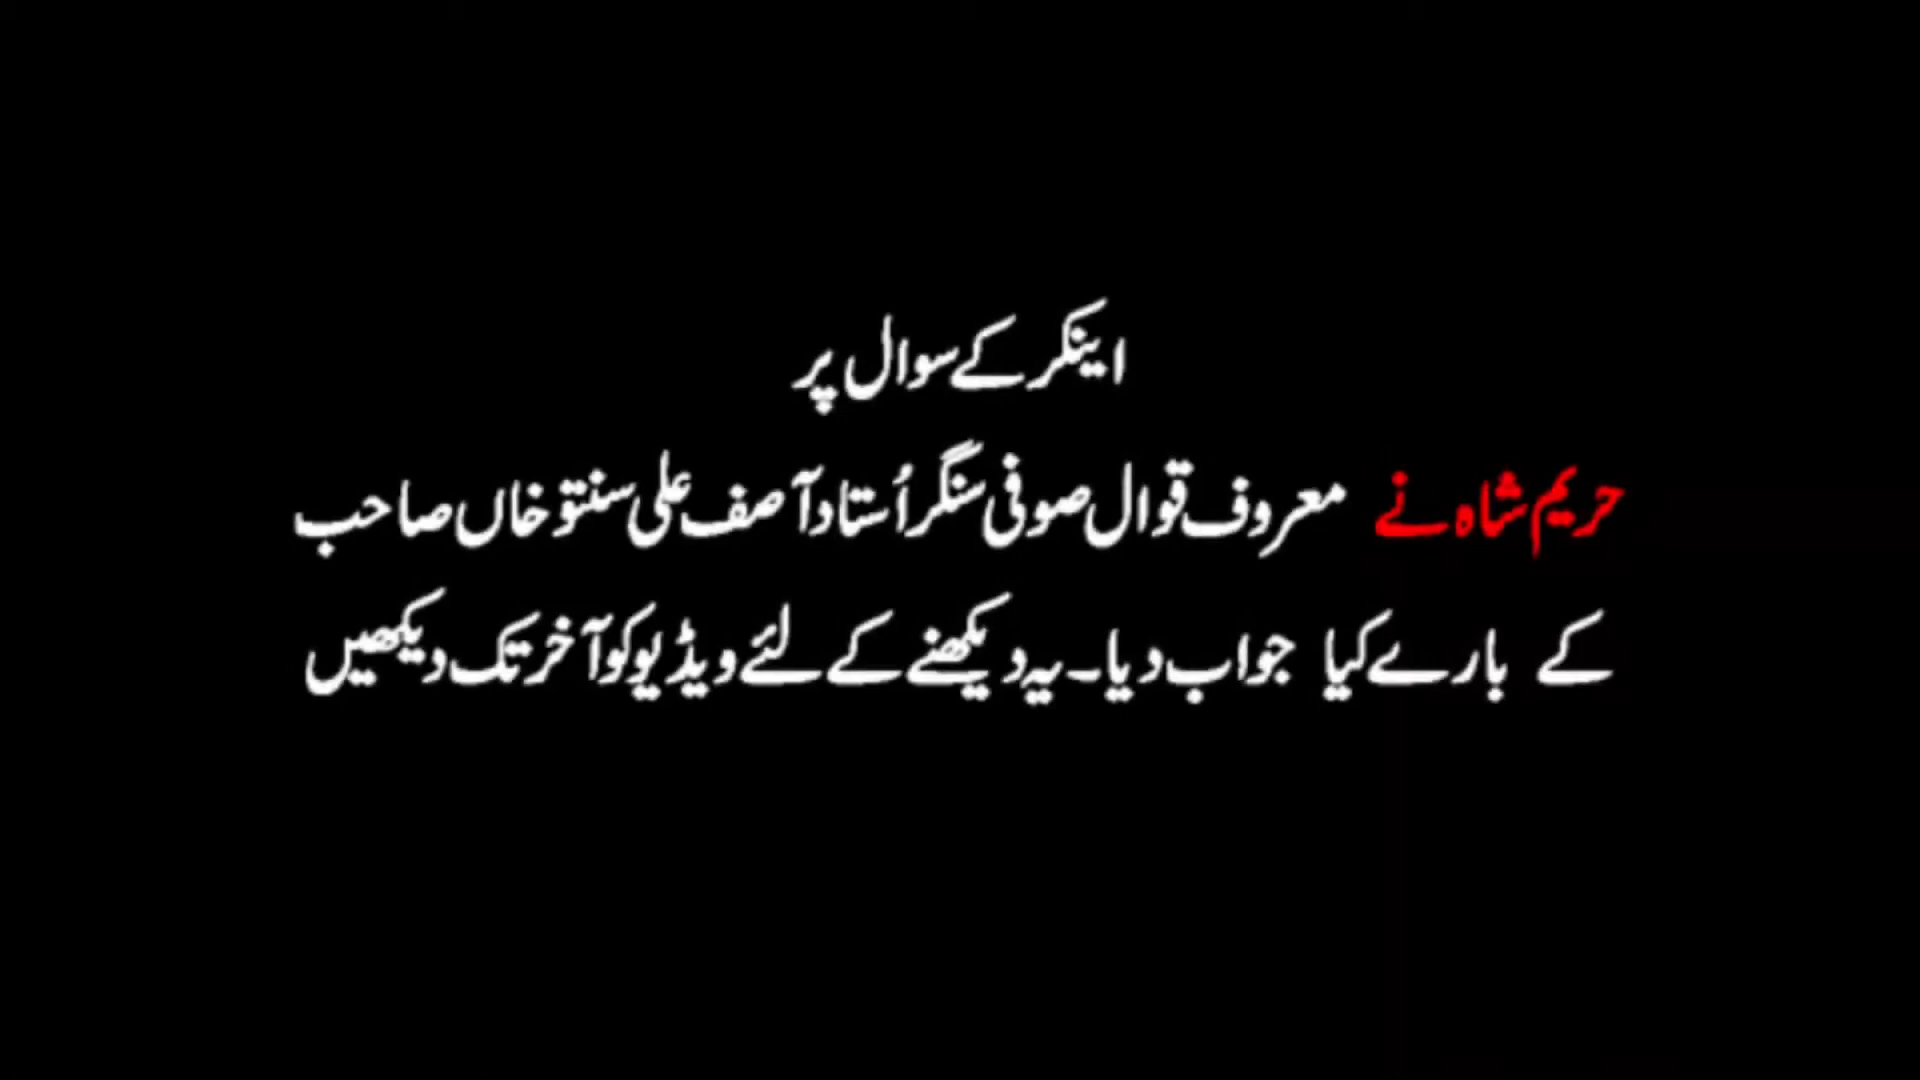 اینکر کے سوال پر
حریم شاہ نے معروف قوال صوفی سنگر اُستاد آصف علی سنتو خاں صاحب
کے بارے کیا جواب دیا۔ یہ دیکھنے کے لئے ویڈیو کو آخر تک دیکھیں